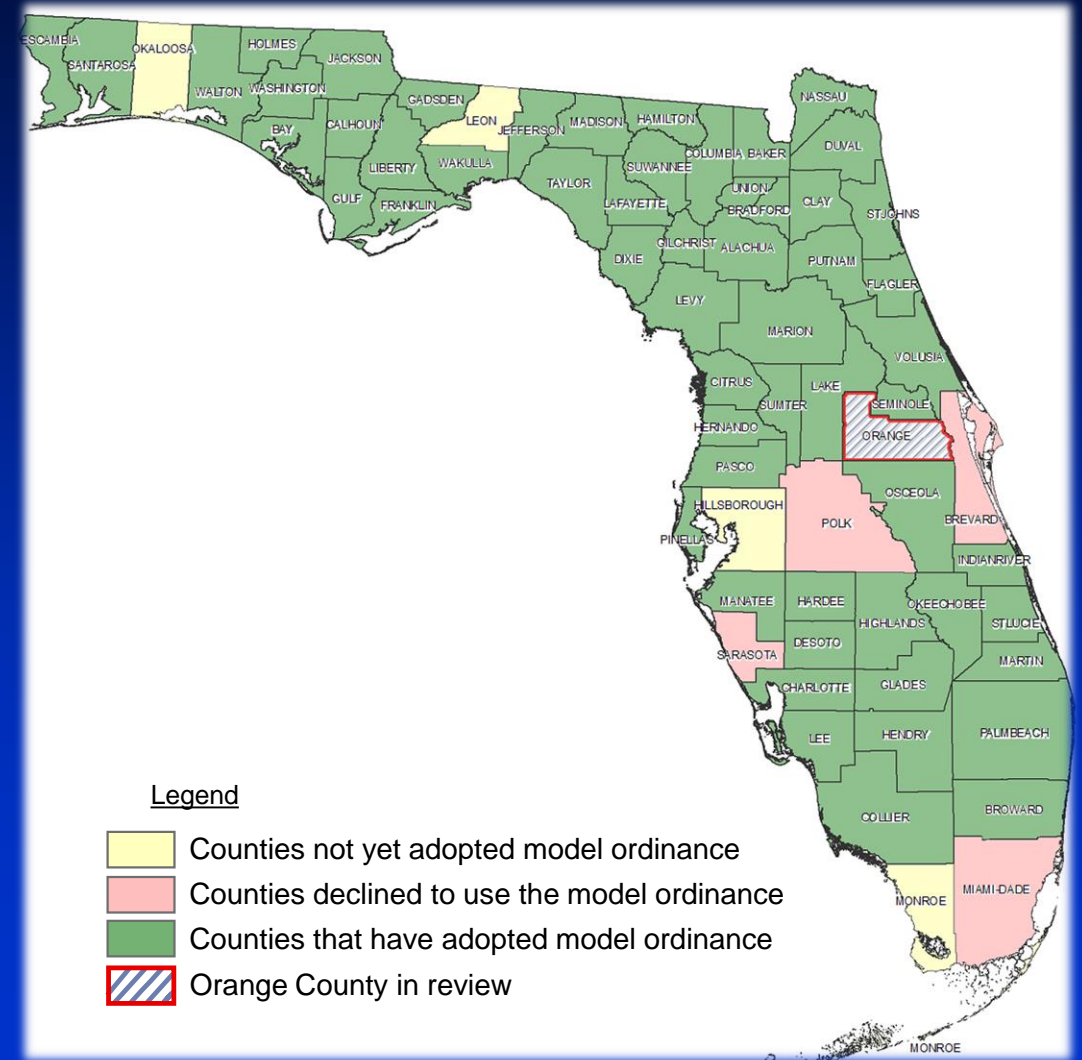 ESCAMBIA
SANTAROSA
OKALOOSA
WALTON
HOLMES
WASHINGTON
JACKSON
BAY
CALHOUN
GULF
LIBERTY
FRANKLIN
GADSDEN
LEON
WAKULLA
JEFFERSON
MADISON
HAMILTON
TAYLOR
SUWANNEE
LAFAYETTE
COLUMBIA
BAKER
NASSAU
DUVAL
UNION
BRADFORD
CLAY
STJOHNS
DIXIE
GILCHRIST
ALACHUA
PUTNAM
FLAGLER
LEVY
MARION
VOLUSIA
CITRUS
SUMTER
LAKE
SEMINOLE
HERNANDO
ORANGE
PASCO
OSCEOLA
HILLSBOROUGH
POLK
BREVARD
PINELLAS
INDIANRIVER
MANATEE
HARDEE
HIGHLANDS
OKEECHOBEE
STLUCIE
SARASOTA
DESOTO
MARTIN
CHARLOTTE
GLADES
LEE
HENDRY
PALMBEACH
COLLIER
BROWARD
MONROE
MIAMI-DADE
MONROE
Legend
Counties not yet adopted model ordinance
Counties declined to use the model ordinance
Counties that have adopted model ordinance
Orange County in review